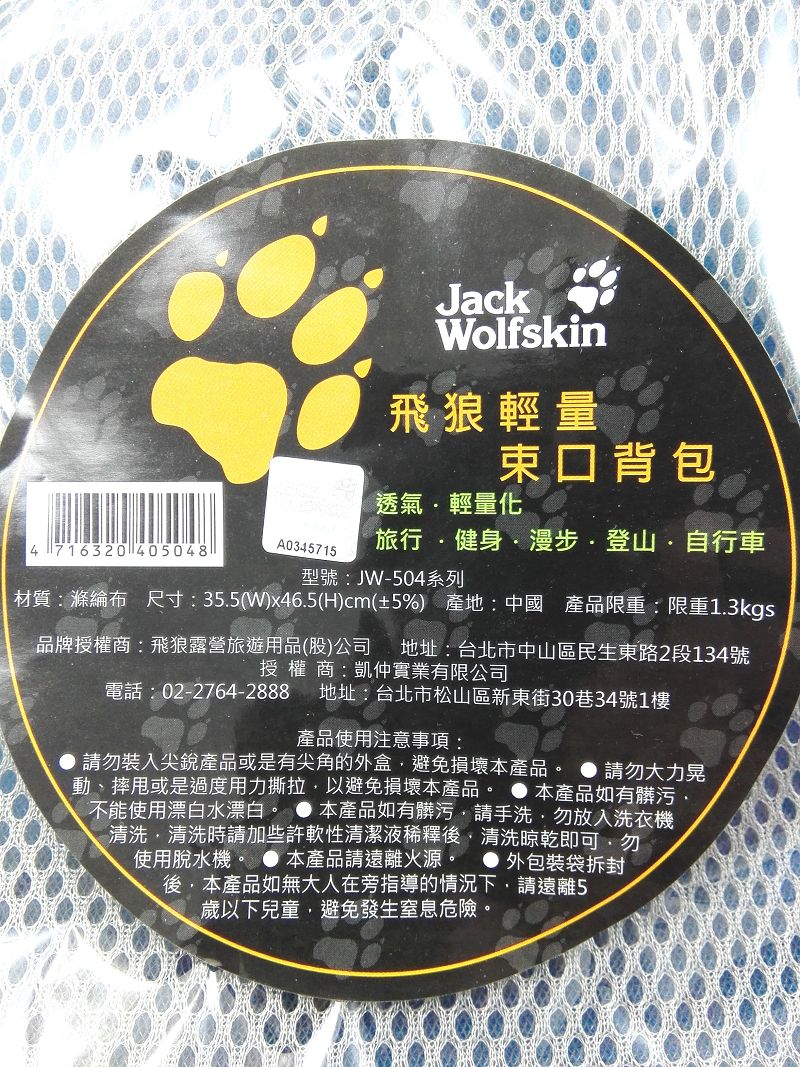 Jack
Wolfskin
飛狼輕量
束口背包
透氣．輕量化
旅行．健身．漫步．登山．自行車
4 716320 405048
A0345715
型號：JW-504系列
材質：滌綸布 尺寸：35.5(W)x46.5(H)cm(±5%) 產地：中國 產品限重：限重1.3kgs
品牌授權商：飛狼露營旅遊用品(股)公司 地址：台北市中山區民生東路2段134號
授 權 商：凱仲實業有限公司
電話：02-2764-2888 地址：台北市松山區新東街30巷34號1樓
產品使用注意事項：
● 請勿裝入尖銳產品或是有尖角的外盒，避免損壞本產品。 ● 請勿大力晃
動、摔甩或是過度用力撕拉，以避免損壞本產品。 ● 本產品如有髒污，
不能使用漂白水漂白。 ● 本產品如有髒污，請手洗，勿放入洗衣機
清洗，清洗時請加些許軟性清潔液稀釋後，清洗晾乾即可，勿
使用脫水機。 ● 本產品請遠離火源。 ● 外包裝袋拆封
後，本產品如無大人在旁指導的情況下，請遠離5
歲以下兒童，避免發生窒息危險。